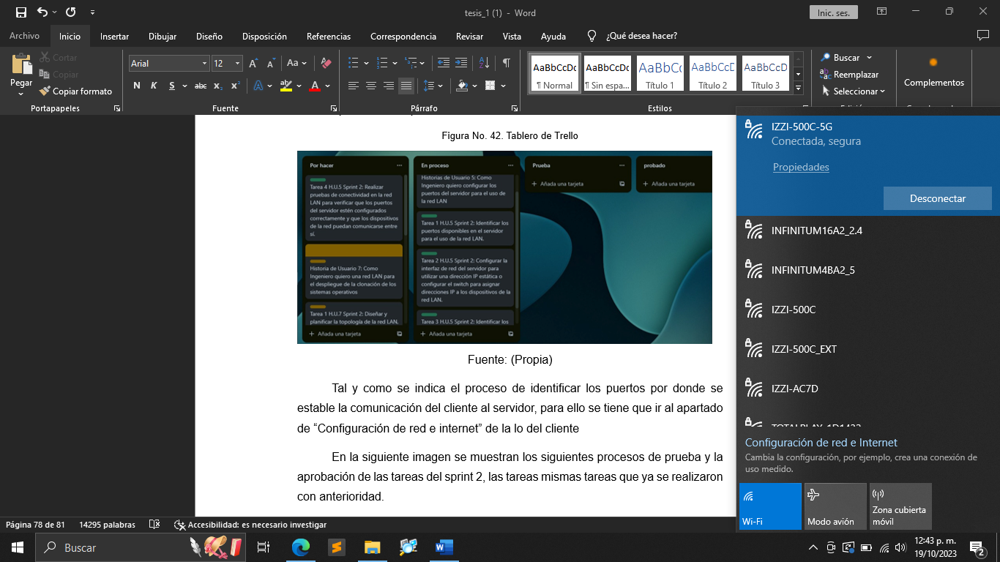 tesis_1 (1) - Word
Inic. ses.
Archivo Inicio Insertar Dibujar Diseño Disposición Referencias Correspondencia Revisar Vista Ayuda ¿Qué desea hacer?
Pegar
Cortar
Copiar
Copiar formato
Portapapeles
Arial 12
Aa
N K S abc x₂ x²
Fuente
Párrafo
AaBbCcDc AaBbCcDc AaBbCc AaBbCcD AaBbCcD
¶ Normal ¶ Sin espa... Título 1 Título 2 Título 3
Estilos
Buscar
Reemplazar
Seleccionar
Complementos
Figura No. 42. Tablero de Trello
Por hacer
Tarea 4 H.U.5 Sprint 2: Realizar
pruebas de conectividad en la red
LAN para verificar que los puertos
del servidor estén configurados
correctamente y que los dispositivos
de la red puedan comunicarse entre
sí.
Historia de Usuario 7: Como
Ingeniero quiero una red LAN para
el despliegue de la clonación de los
sistemas operativos
Tarea 1 H.U.7 Sprint 2: Diseñar y
planificar la topología de la red LAN.
+ Añada una tarjeta
En proceso
Historias de Usuario 5: Como
Ingeniero quiero configurar los
puertos del servidor para el uso de
la red LAN
Tarea 1 H.U.5 Sprint 2: Identificar los
puertos disponibles en el servidor
para el uso de la red LAN.
Tarea 2 H.U.5 Sprint 2: Configurar la
interfaz de red del servidor para
utilizar una dirección IP estática o
configurar el switch para asignar
direcciones IP a los dispositivos de la
red LAN.
Tarea 3 H.U.5 Sprint 2: Identificar los
+ Añada una tarjeta
Prueba
+ Añada una tarjeta
probado
+ Añada una tarjeta
Fuente: (Propia)
Tal y como se indica el proceso de identificar los puertos por donde se
estable la comunicación del cliente al servidor, para ello se tiene que ir al apartado
de “Configuración de red e internet” de la lo del cliente
En la siguiente imagen se muestran los siguientes procesos de prueba y la
aprobación de las tareas del sprint 2, las tareas mismas tareas que ya se realizaron
con anterioridad.
IZZI-500C-5G
Conectada, segura
Propiedades
Desconectar
INFINITUM16A2_2.4
INFINITUM4BA2_5
IZZI-500C
IZZI-500C_EXT
IZZI-AC7D
Configuración de red e Internet
Cambia la configuración, por ejemplo, crea una conexión de
uso medido.
Wi-Fi
Modo avión
Zona cubierta
móvil
Página 78 de 81 14295 palabras Accesibilidad: es necesario investigar
Buscar
12:43 p. m.
19/10/2023
2